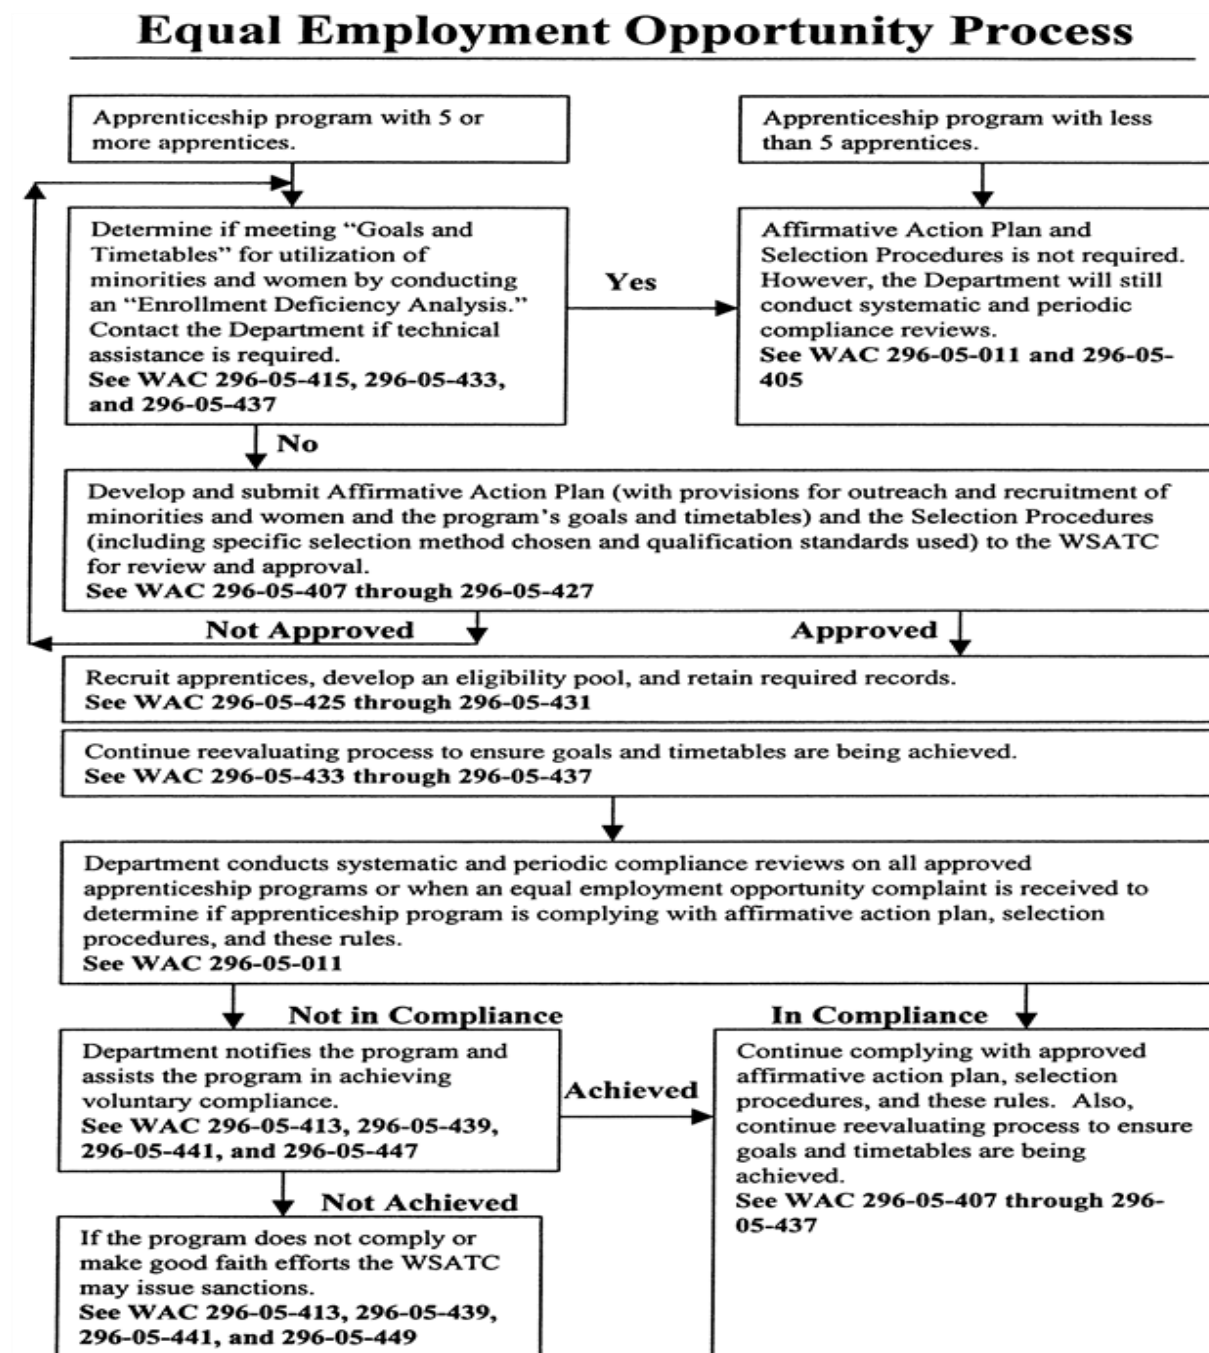 Equal Employment Opportunity Process
Apprenticeship program with 5 or
more apprentices.
Apprenticeship program with less
than 5 apprentices.
Determine if meeting “Goals and
Timetables” for utilization of
minorities and women by conducting
an “Enrollment Deficiency Analysis.”
Contact the Department if technical
assistance is required.
See WAC 296-05-415, 296-05-433,
and 296-05-437
Yes
Affirmative Action Plan and
Selection Procedures is not required.
However, the Department will still
conduct systematic and periodic
compliance reviews.
See WAC 296-05-011 and 296-05-
405
No
Develop and submit Affirmative Action Plan (with provisions for outreach and recruitment of
minorities and women and the program’s goals and timetables) and the Selection Procedures
(including specific selection method chosen and qualification standards used) to the WSATC
for review and approval.
See WAC 296-05-407 through 296-05-427
Not Approved
Approved
Recruit apprentices, develop an eligibility pool, and retain required records.
See WAC 296-05-425 through 296-05-431
Continue reevaluating process to ensure goals and timetables are being achieved.
See WAC 296-05-433 through 296-05-437
Department conducts systematic and periodic compliance reviews on all approved
apprenticeship programs or when an equal employment opportunity complaint is received to
determine if apprenticeship program is complying with affirmative action plan, selection
procedures, and these rules.
See WAC 296-05-011
Not in Compliance
In Compliance
Department notifies the program and
assists the program in achieving
voluntary compliance.
See WAC 296-05-413, 296-05-439,
296-05-441, and 296-05-447
Achieved
Continue complying with approved
affirmative action plan, selection
procedures, and these rules. Also,
continue reevaluating process to ensure
goals and timetables are being
achieved.
See WAC 296-05-407 through 296-
05-437
Not Achieved
If the program does not comply or
make good faith efforts the WSATC
may issue sanctions.
See WAC 296-05-413, 296-05-439,
296-05-441, and 296-05-449